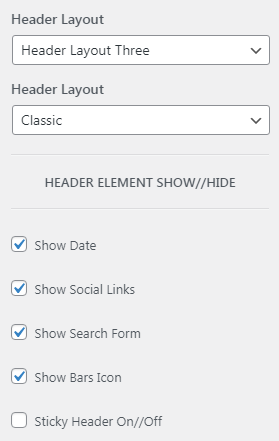 Header Layout
Header Layout Three
Header Layout
Classic
HEADER ELEMENT SHOW//HIDE
Show Date
Show Social Links
Show Search Form
Show Bars Icon
Sticky Header On//Off